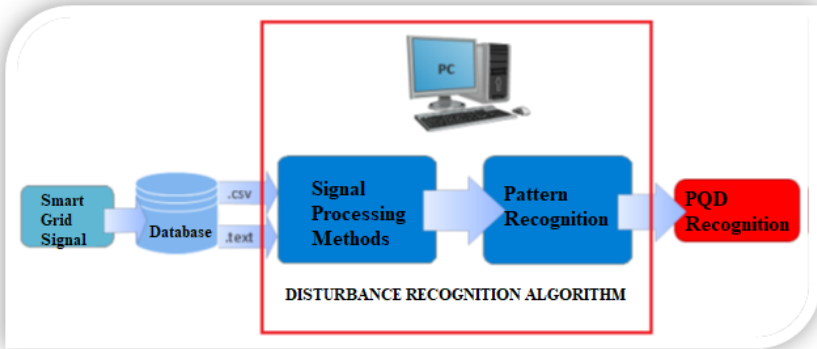 PC
Smart
Grid
Signal
Database
.csv
.text
Signal
Processing
Methods
Pattern
Recognition
PQD
Recognition
DISTURBANCE RECOGNITION ALGORITHM